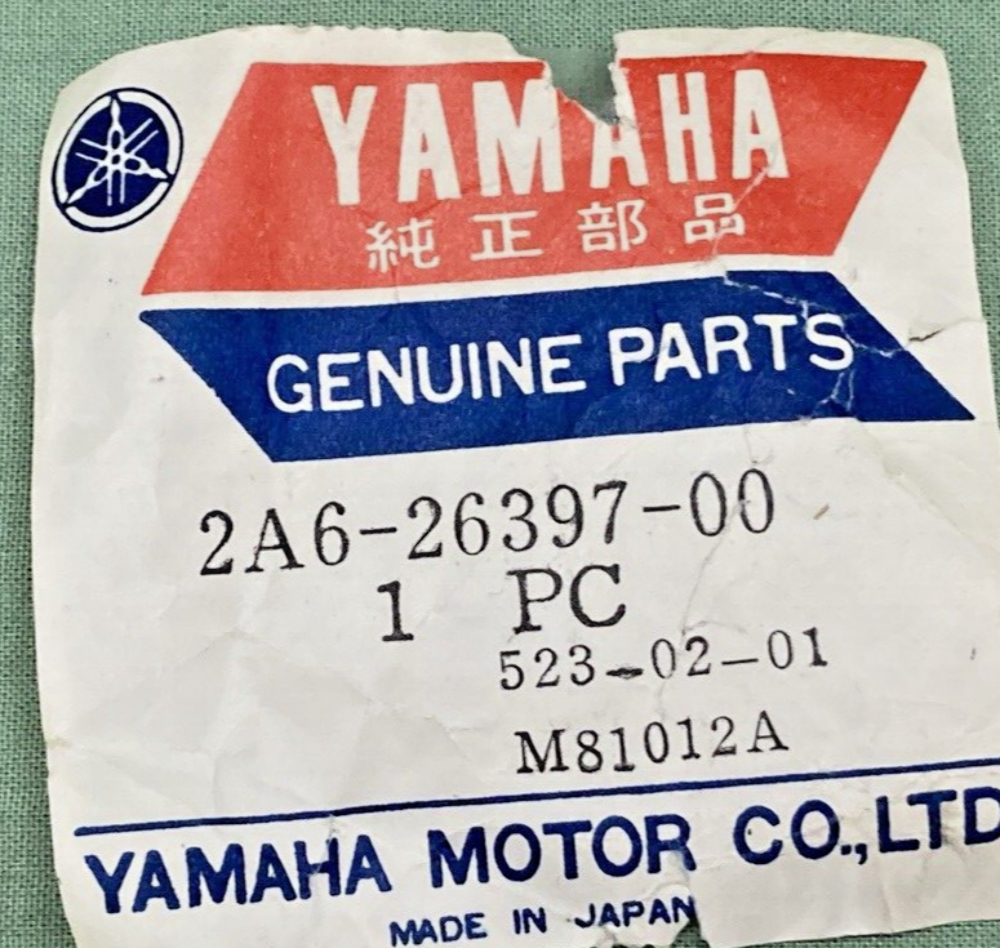 YAMAHA
純正部品
GENUINE PARTS
2A6-26397-00
1 PC
523-02-01
M81012A
YAMAHA MOTOR CO.,LTD
MADE IN JAPAN